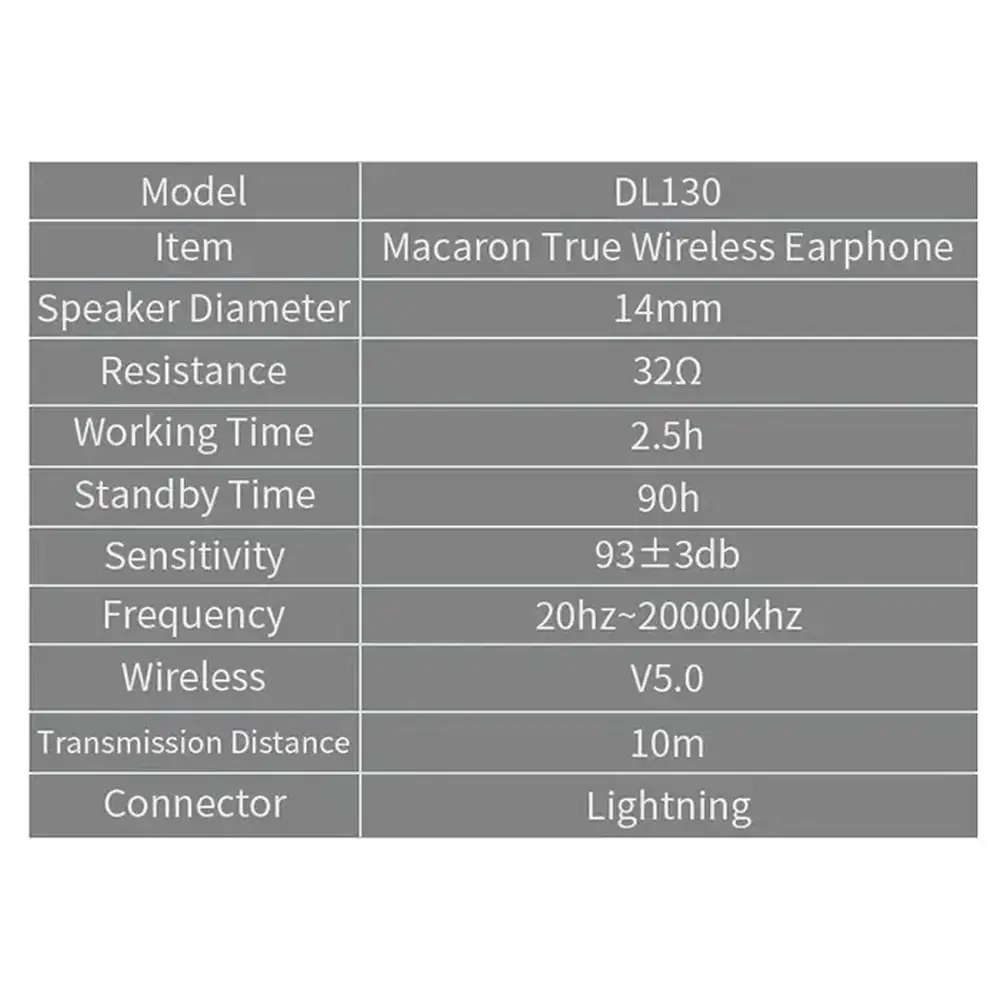 Model DL130
Item Macaron True Wireless Earphone
Speaker Diameter 14mm
Resistance 32Ω
Working Time 2.5h
Standby Time 90h
Sensitivity 93±3db
Frequency 20hz~20000khz
Wireless V5.0
Transmission Distance 10m
Connector Lightning